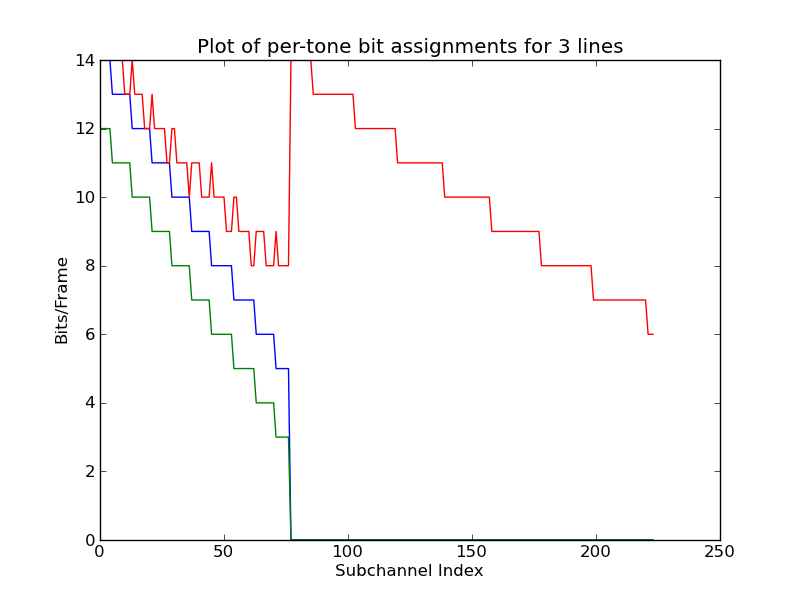 Plot of per-tone bit assignments for 3 lines
14
12
10
8
6
4
2
0
Bits/Frame
0 50 100 150 200 250
Subchannel Index